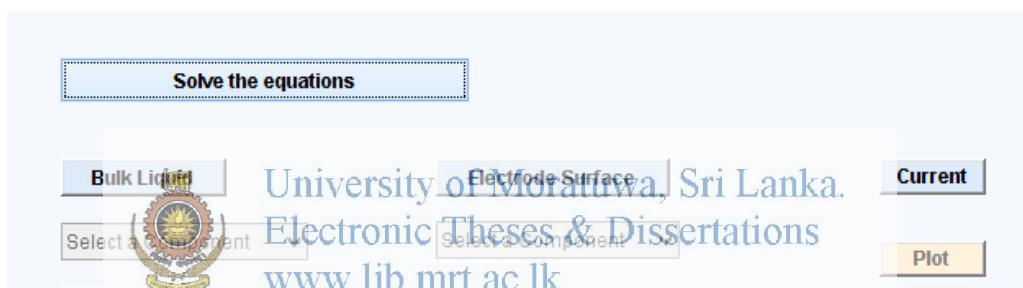 Solve the equations
Bulk Liquid
Electrode Surface
Current
University of Moratuwa, Sri Lanka.
Select a Component
Select a Component
Electronic Theses & Dissertations
Plot
www.lib.mrt.ac.lk